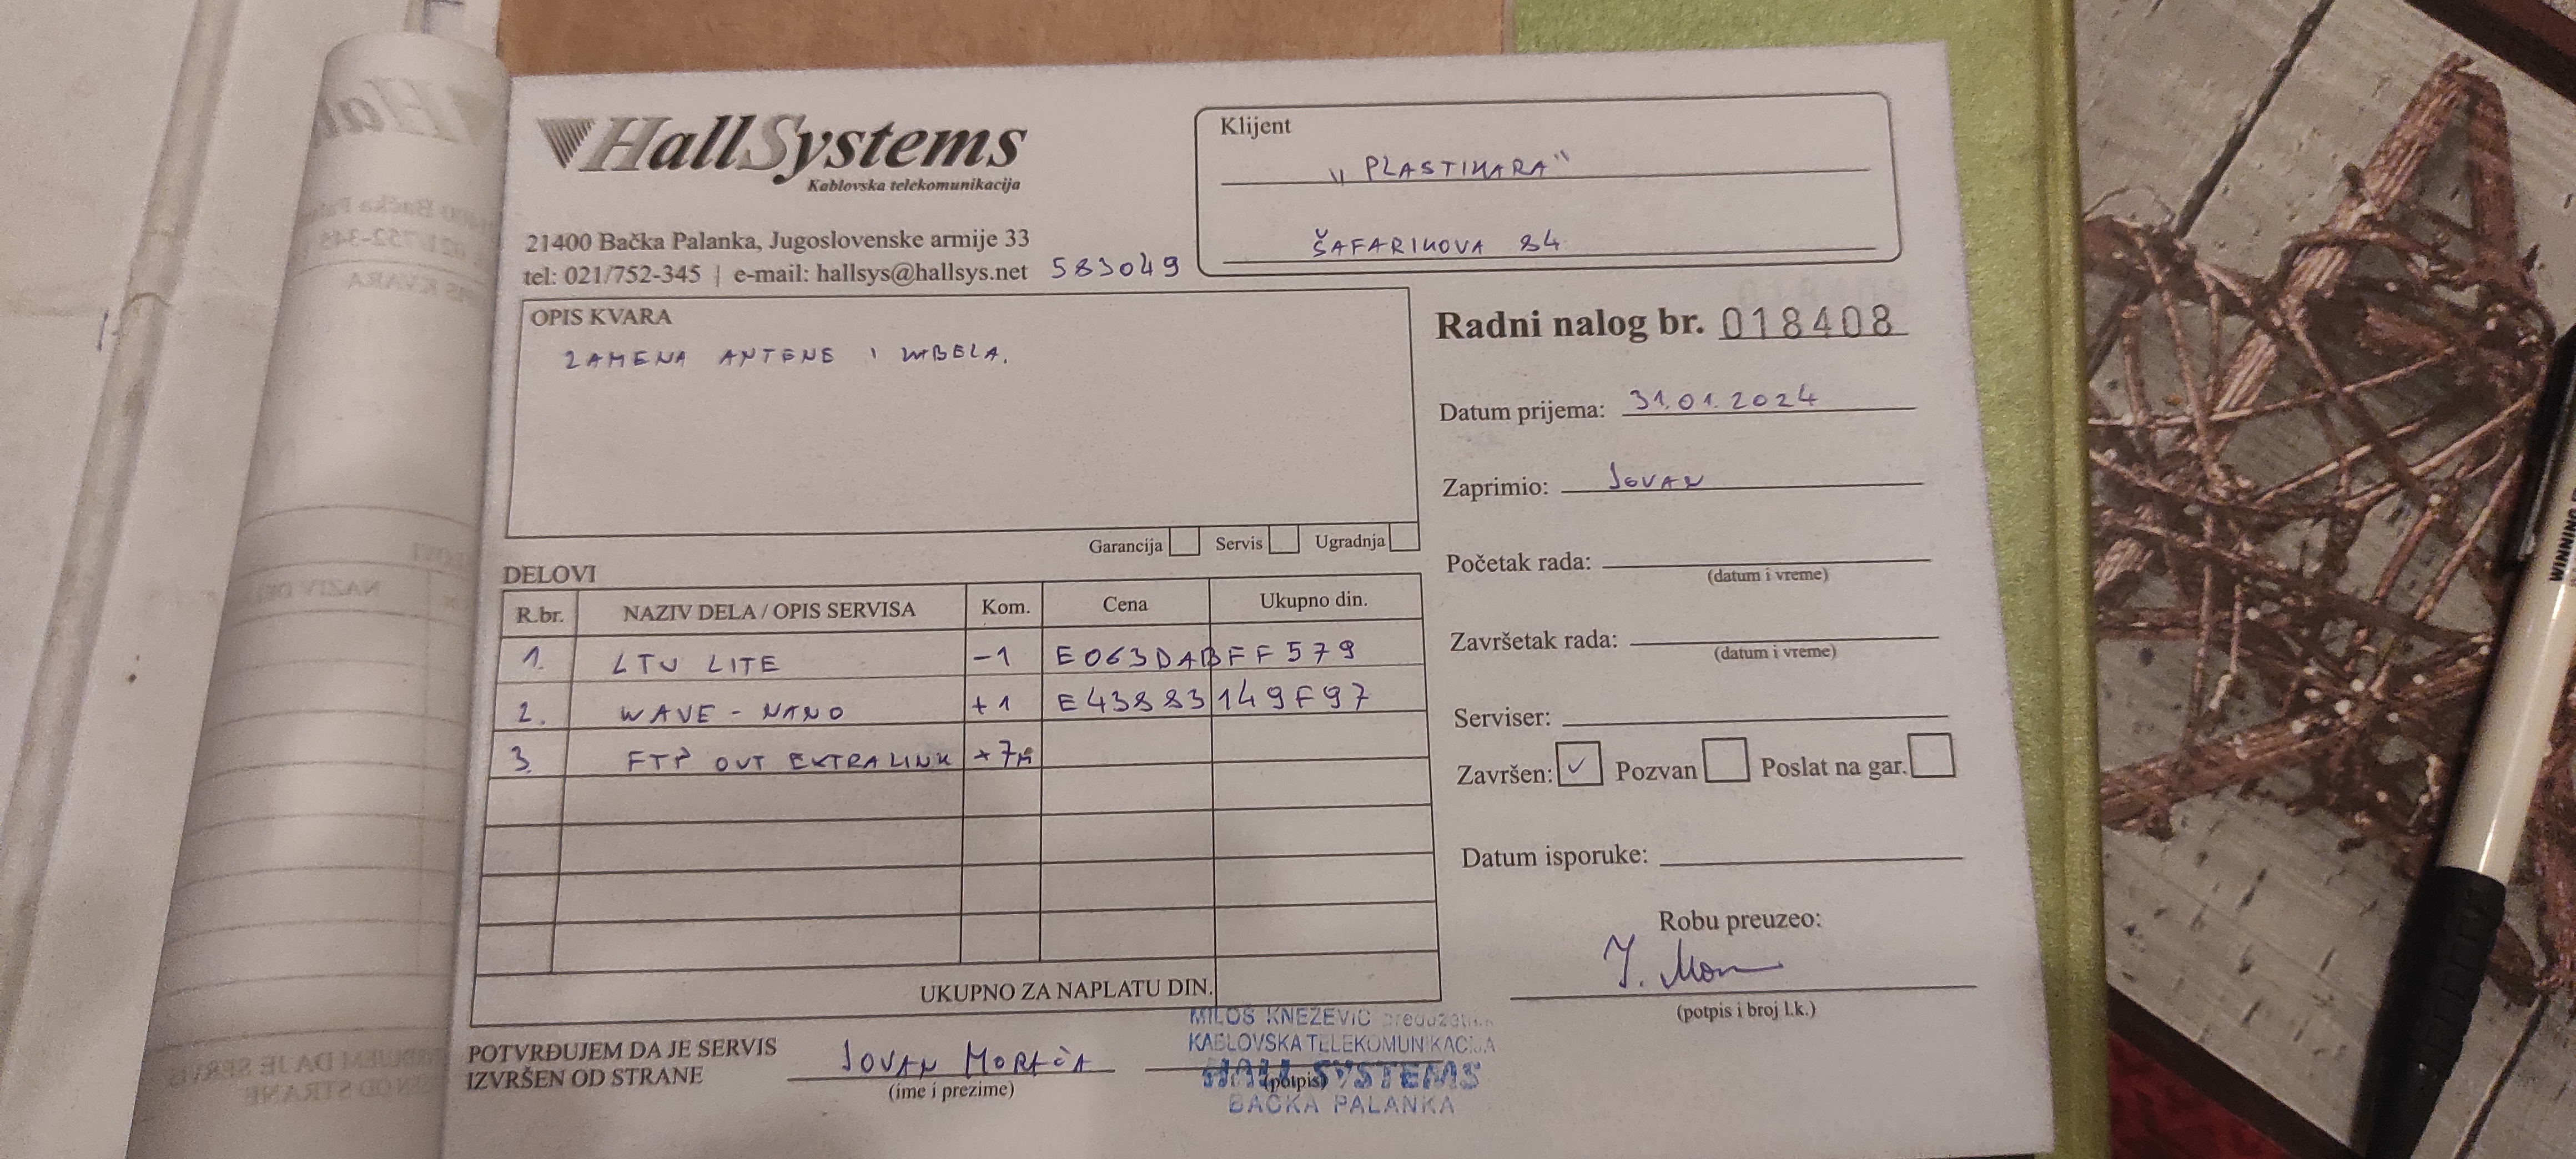 HallSystems
Kablovska telekomunikacija
21400 Bačka Palanka, Jugoslovenske armije 33
tel: 021/752-345 | e-mail: hallsys@hallsys.net 583049
Klijent
„PLASTIKARA“
ŠAFARIKOVA 84
OPIS KVARA
ZAMENA ANTENE I KABELA.
Garancija Servis Ugradnja
Radni nalog br. 018408
Datum prijema: 31.01.2024
Zaprimio: JOVAN
Početak rada:
(datum i vreme)
Završetak rada:
(datum i vreme)
Serviser:
Završen: ✓ Pozvan Poslat na gar.
Datum isporuke:
Robu preuzeo:
(potpis i broj l.k.)
DELOVI
R.br. NAZIV DELA / OPIS SERVISA Kom. Cena Ukupno din.
1. LTU LITE -1 E063DABFF579
2. WAVE-NANO +1 E43883149F97
3. FTP OUT EXTRALINK +7M
UKUPNO ZA NAPLATU DIN.
POTVRĐUJEM DA JE SERVIS
IZVRŠEN OD STRANE
JOVAN MORAČA
(ime i prezime)
(potpis)
MILOŠ KNEŽEVIĆ preduzetnik
KABLOVSKA TELEKOMUNIKACIJA
HALL SYSTEMS
BAČKA PALANKA